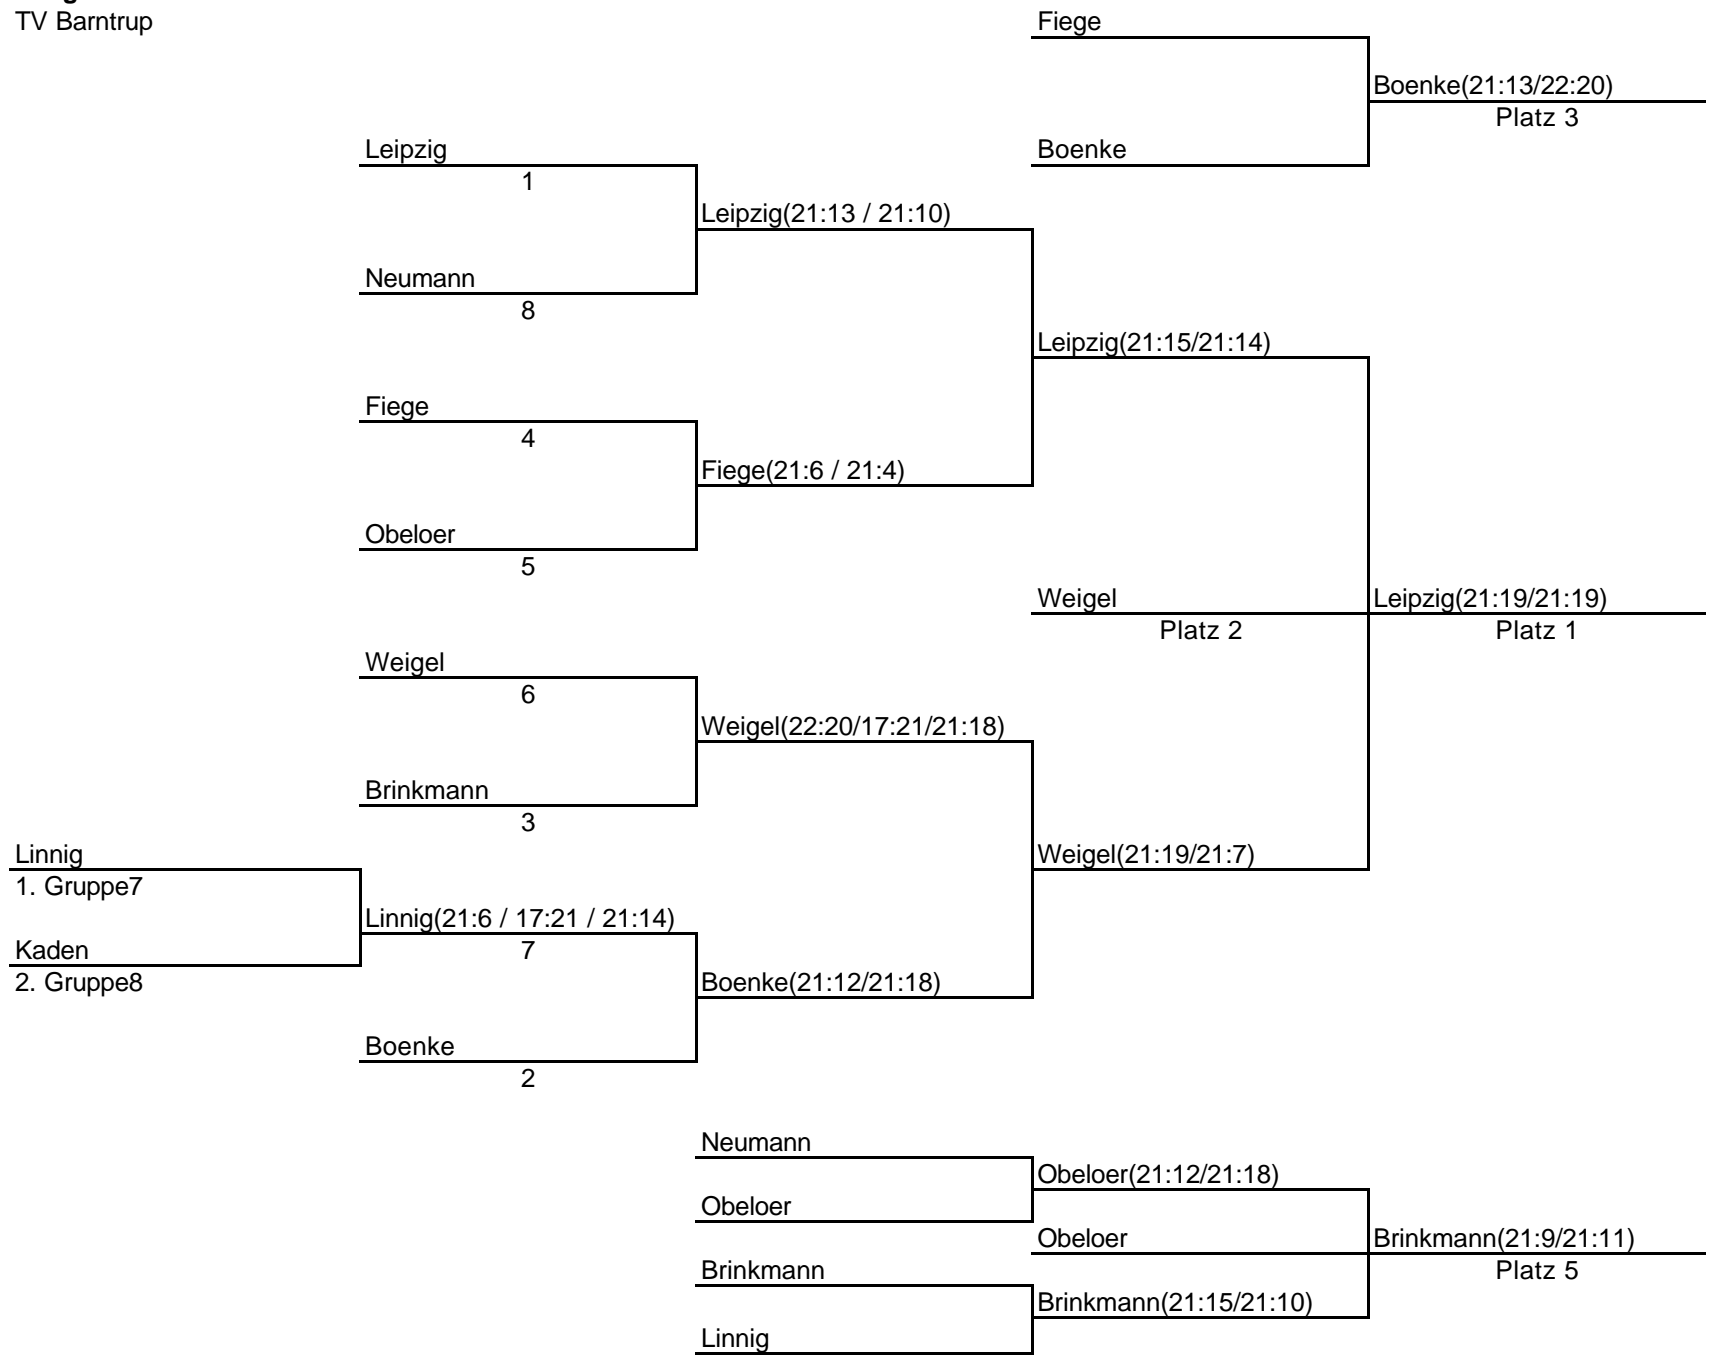 TV Barntrup
Fiege
Boenke(21:13/22:20)
Platz 3
Leipzig
Boenke
1
Leipzig(21:13 / 21:10)
Neumann
8
Leipzig(21:15/21:14)
Fiege
4
Fiege(21:6 / 21:4)
Obeloer
5
Weigel
Leipzig(21:19/21:19)
Platz 2
Platz 1
Weigel
6
Weigel(22:20/17:21/21:18)
Brinkmann
3
Linnig
Weigel(21:19/21:7)
1. Gruppe7
Linnig(21:6 / 17:21 / 21:14)
Kaden
7
2. Gruppe8
Boenke(21:12/21:18)
Boenke
2
Neumann
Obeloer(21:12/21:18)
Obeloer
Obeloer
Brinkmann(21:9/21:11)
Brinkmann
Platz 5
Brinkmann(21:15/21:10)
Linnig